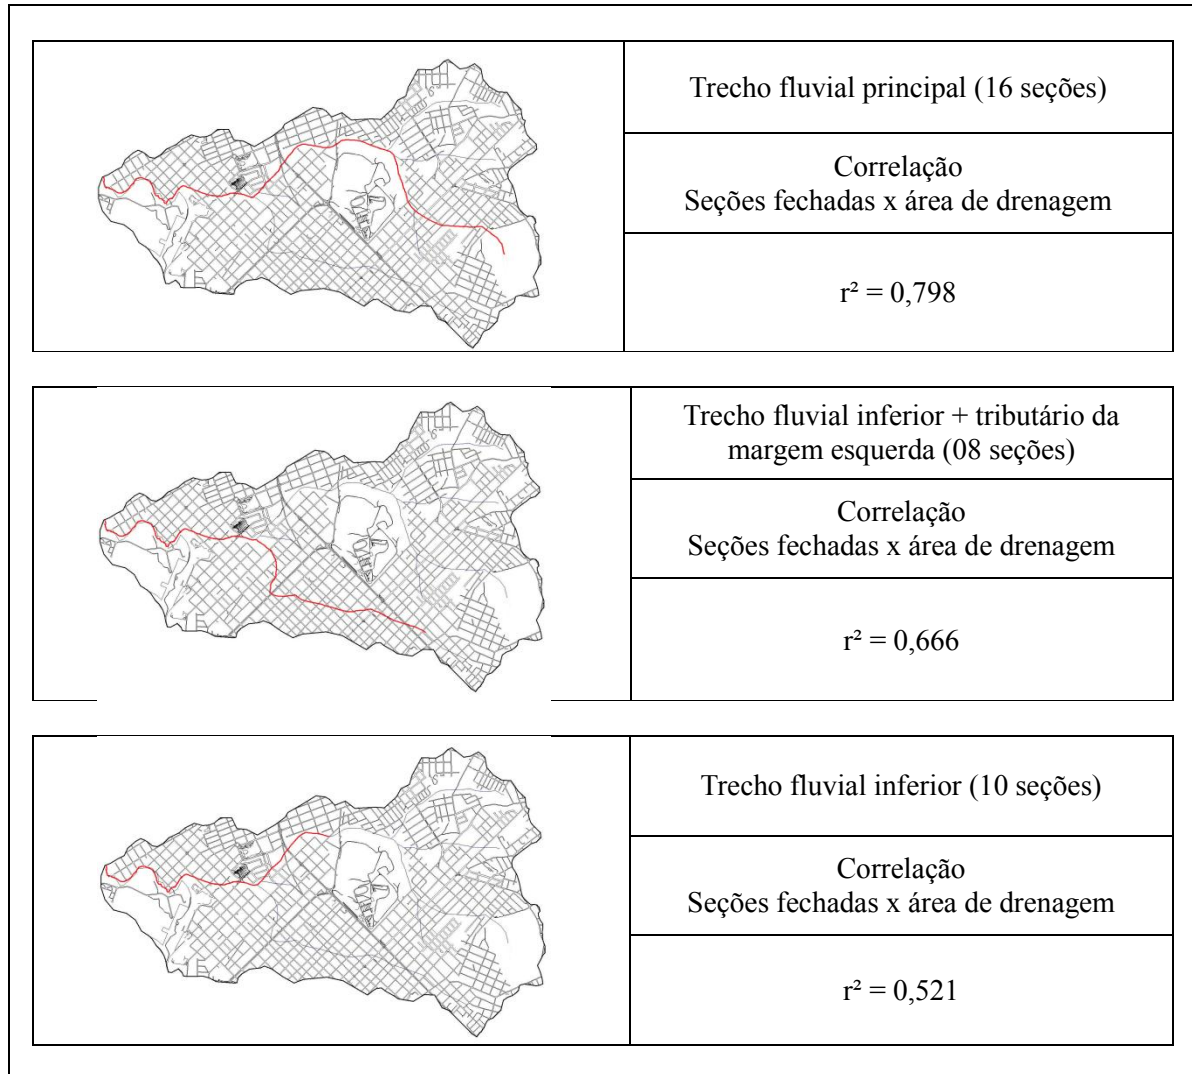 Trecho fluvial principal (16 seções)
Correlação
Seções fechadas x área de drenagem
r² = 0,798
Trecho fluvial inferior + tributário da
margem esquerda (08 seções)
Correlação
Seções fechadas x área de drenagem
r² = 0,666
Trecho fluvial inferior (10 seções)
Correlação
Seções fechadas x área de drenagem
r² = 0,521